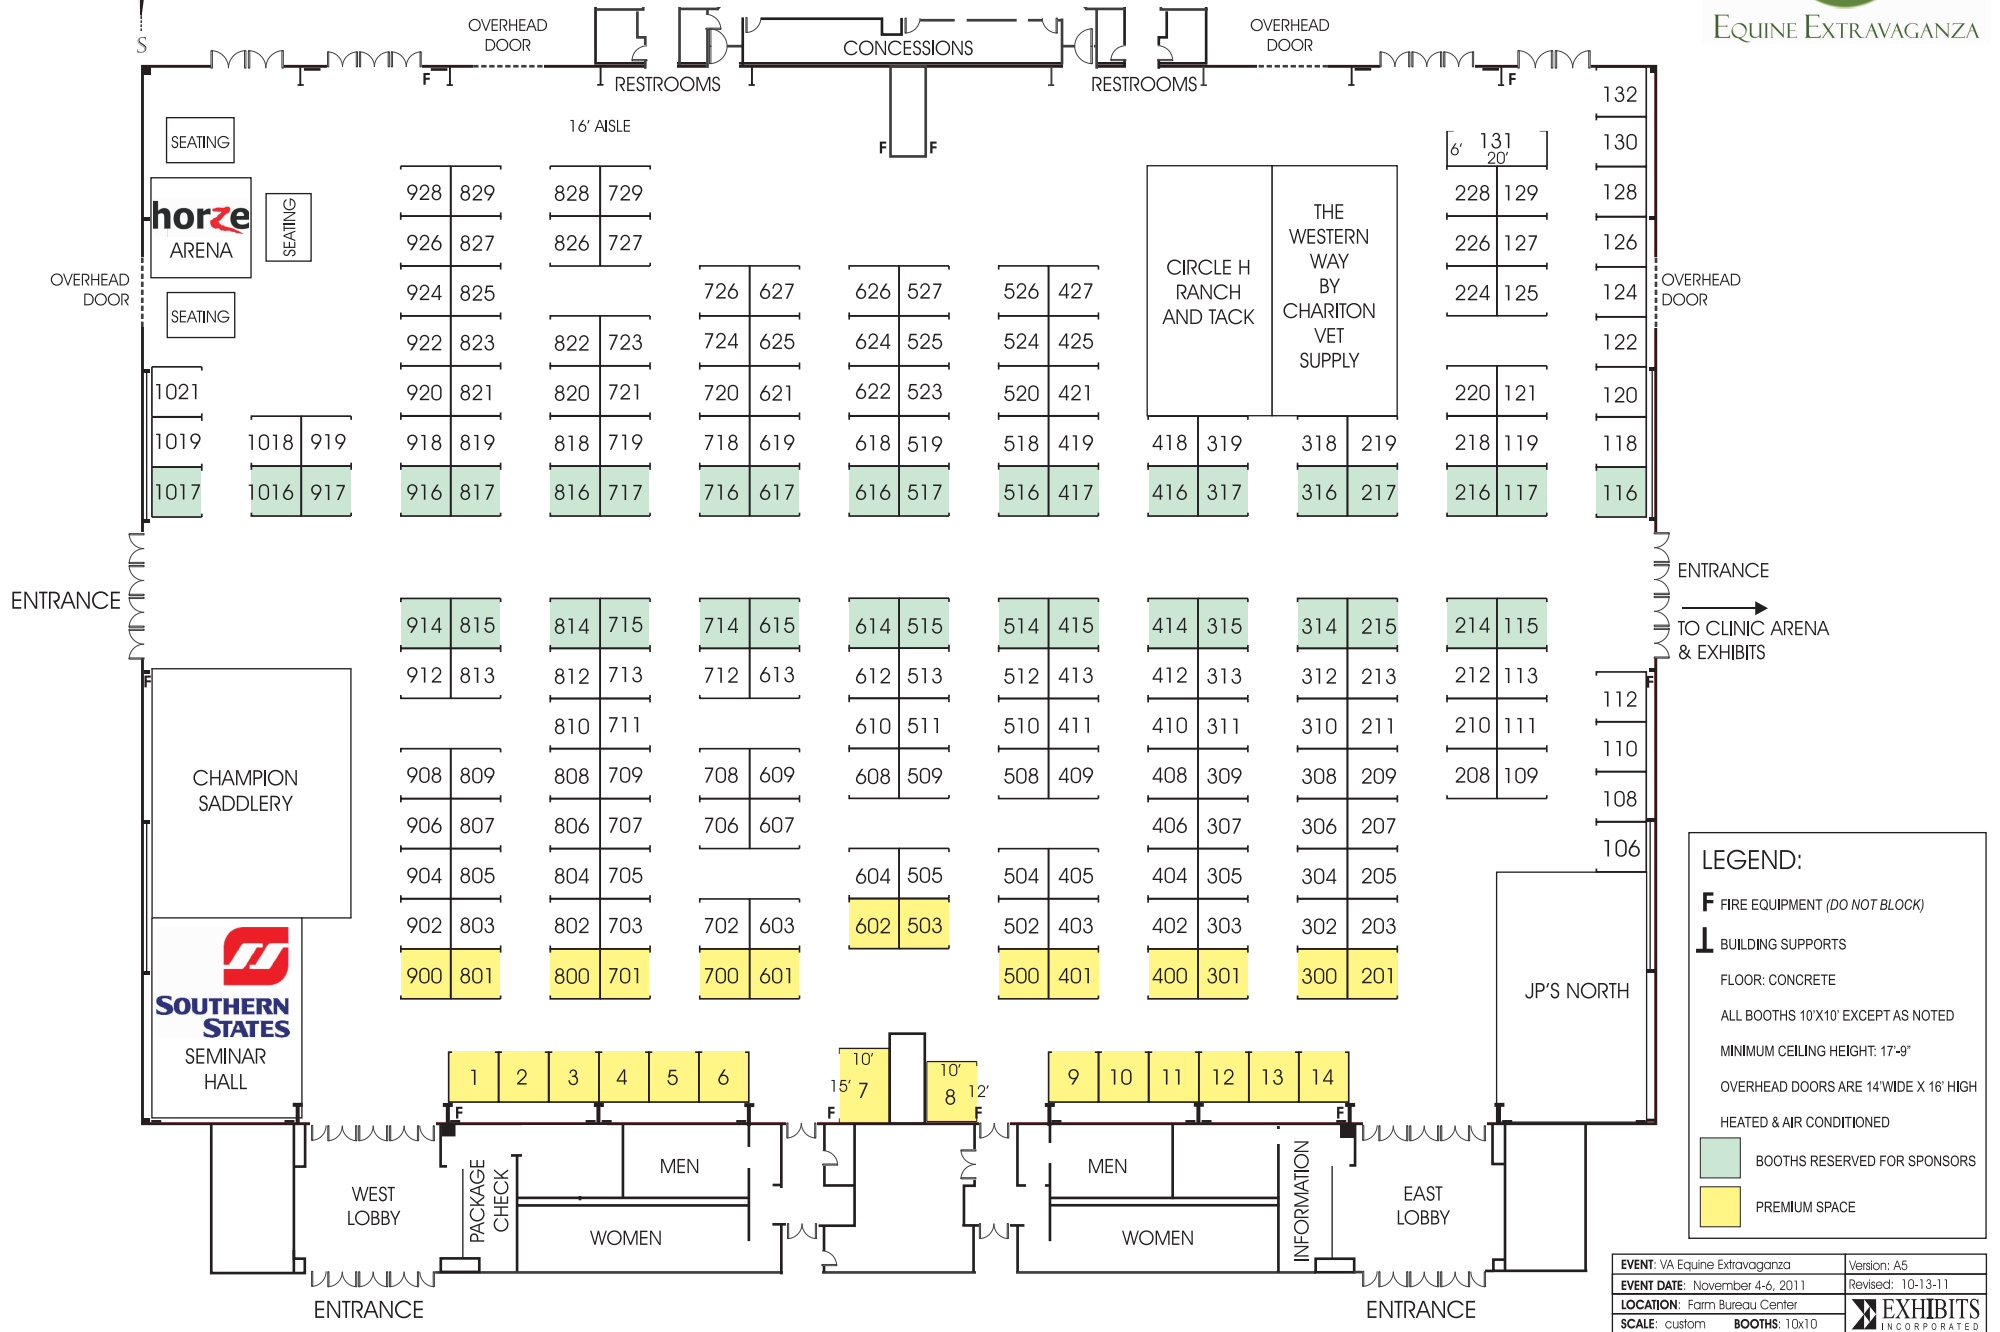 S
EQUINE EXTRAVAGANZA
OVERHEAD
DOOR
CONCESSIONS
OVERHEAD
DOOR
F
RESTROOMS
RESTROOMS
F
132
16' AISLE
SEATING
F F
6' 131
20'
130
928 829 828 729
228 129 128
horze
ARENA
SEATING
926 827 826 727
226 127 126
THE
WESTERN
WAY
BY
CHARITON
VET
SUPPLY
CIRCLE H
RANCH
AND TACK
OVERHEAD
DOOR
SEATING
924 825 726 627 626 527 526 427
224 125 124
OVERHEAD
DOOR
922 823 822 723 724 625 624 525 524 425
122
1021
920 821 820 721 720 621 622 523 520 421
220 121 120
1019 1018 919 918 819 818 719 718 619 618 519 518 419 418 319 318 219 218 119 118
1017 1016 917 916 817 816 717 716 617 616 517 516 417 416 317 316 217 216 117 116
ENTRANCE
ENTRANCE
TO CLINIC ARENA
& EXHIBITS
914 815 814 715 714 615 614 515 514 415 414 315 314 215 214 115
F
912 813 812 713 712 613 612 513 512 413 412 313 312 213 212 113
F
112
810 711 610 511 510 411 410 311 310 211 210 111
110
CHAMPION
SADDLERY
908 809 808 709 708 609 608 509 508 409 408 309 308 209 208 109
108
906 807 806 707 706 607 406 307 306 207
106
904 805 804 705 604 505 504 405 404 305 304 205
902 803 802 703 702 603 602 503 502 403 402 303 302 203
900 801 800 701 700 601 500 401 400 301 300 201
SOUTHERN
STATES
SEMINAR
HALL
JP'S NORTH
1 2 3 4 5 6
10'
15' 7
10'
8 12'
9 10 11 12 13 14
F F F F
WEST
LOBBY
PACKAGE
CHECK
MEN
WOMEN
MEN
WOMEN
INFORMATION
EAST
LOBBY
ENTRANCE
ENTRANCE
LEGEND:
F FIRE EQUIPMENT (DO NOT BLOCK)
BUILDING SUPPORTS
FLOOR: CONCRETE
ALL BOOTHS 10'X10' EXCEPT AS NOTED
MINIMUM CEILING HEIGHT: 17'-9"
OVERHEAD DOORS ARE 14'WIDE X 16' HIGH
HEATED & AIR CONDITIONED
BOOTHS RESERVED FOR SPONSORS
PREMIUM SPACE
EVENT: VA Equine Extravaganza
Version: A5
EVENT DATE: November 4-6, 2011
Revised: 10-13-11
LOCATION: Farm Bureau Center
SCALE: custom BOOTHS: 10x10
EXHIBITS
INCORPORATED